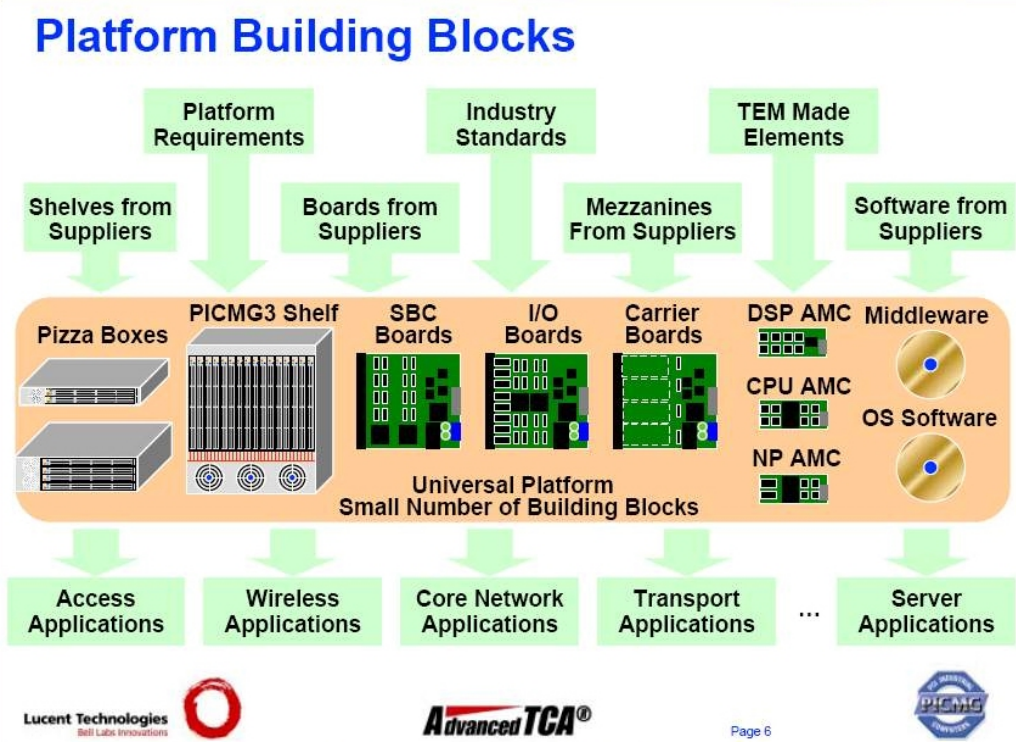 Platform Building Blocks
Platform
Requirements
Industry
Standards
TEM Made
Elements
Shelves from
Suppliers
Boards from
Suppliers
Mezzanines
From Suppliers
Software from
Suppliers
Pizza Boxes
PICMG3 Shelf
SBC
Boards
I/O
Boards
Carrier
Boards
DSP AMC
CPU AMC
NP AMC
Middleware
OS Software
Universal Platform
Small Number of Building Blocks
Access
Applications
Wireless
Applications
Core Network
Applications
Transport
Applications
...
Server
Applications
Lucent Technologies
Bell Labs Innovations
AdvancedTCA®
Page 6
PCI INDUSTRIAL
PICMG
COMPUTERS